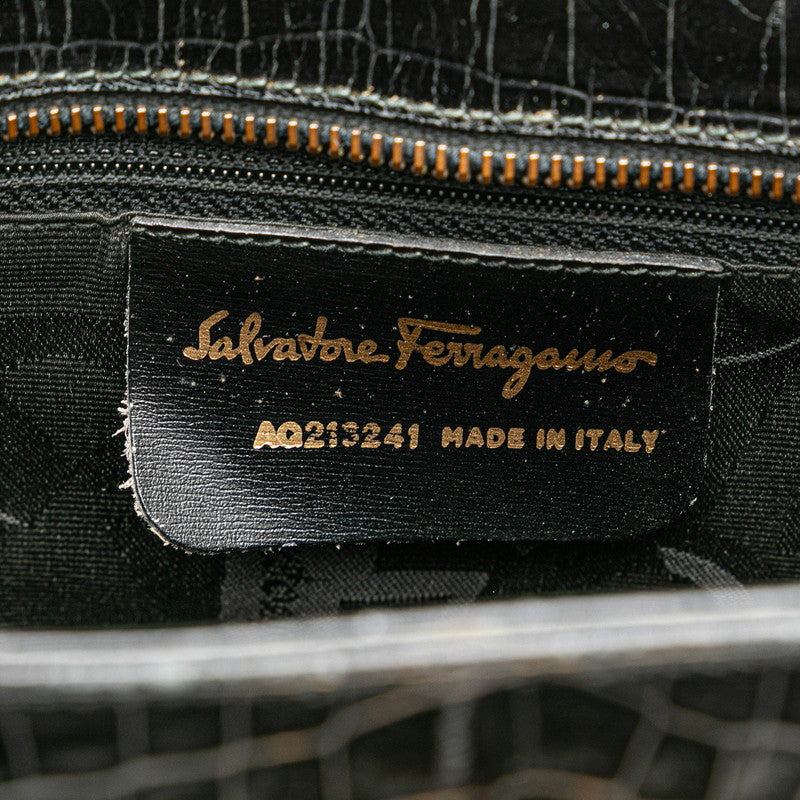 Salvatore Ferragamo
AQ213241 MADE IN ITALY